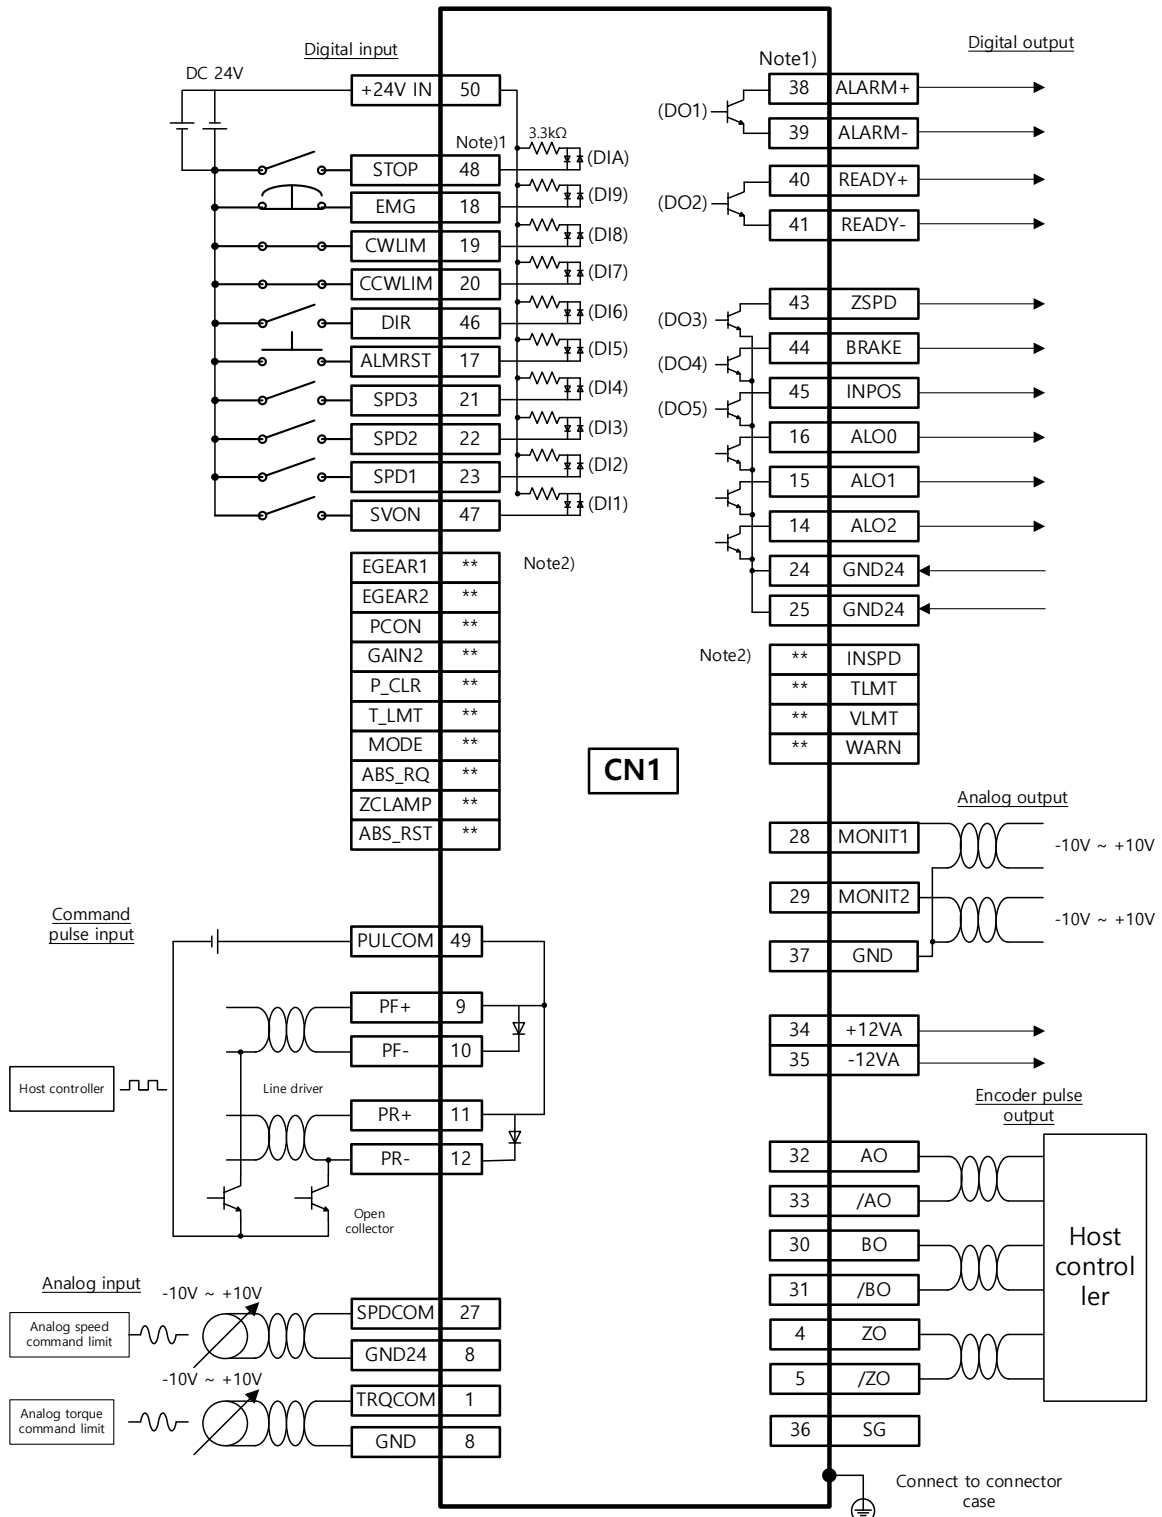 Digital input
DC 24V
+24V IN 50
Note)1
3.3kΩ
STOP 48 (DIA)
EMG 18 (DI9)
CWLIM 19 (DI8)
CCWLIM 20 (DI7)
DIR 46 (DI6)
ALMRST 17 (DI5)
SPD3 21 (DI4)
SPD2 22 (DI3)
SPD1 23 (DI2)
SVON 47 (DI1)
EGEAR1 ** Note2)
EGEAR2 **
PCON **
GAIN2 **
P_CLR **
T_LMT **
MODE **
ABS_RQ **
ZCLAMP **
ABS_RST **
Command
pulse input
PULCOM 49
PF+ 9
PF- 10
Host controller
Line driver
PR+ 11
PR- 12
Open
collector
Analog input
-10V ~ +10V
Analog speed
command limit
SPDCOM 27
GND24 8
-10V ~ +10V
Analog torque
command limit
TRQCOM 1
GND 8
CN1
Digital output
Note1)
(DO1)
38 ALARM+
39 ALARM-
(DO2)
40 READY+
41 READY-
(DO3)
43 ZSPD
(DO4)
44 BRAKE
(DO5)
45 INPOS
16 ALO0
15 ALO1
14 ALO2
24 GND24
25 GND24
Note2)
** INSPD
** TLMT
** VLMT
** WARN
Analog output
28 MONIT1
-10V ~ +10V
29 MONIT2
-10V ~ +10V
37 GND
34 +12VA
35 -12VA
Encoder pulse
output
32 AO
33 /AO
30 BO
31 /BO
4 ZO
5 /ZO
Host
control
ler
36 SG
Connect to connector
case